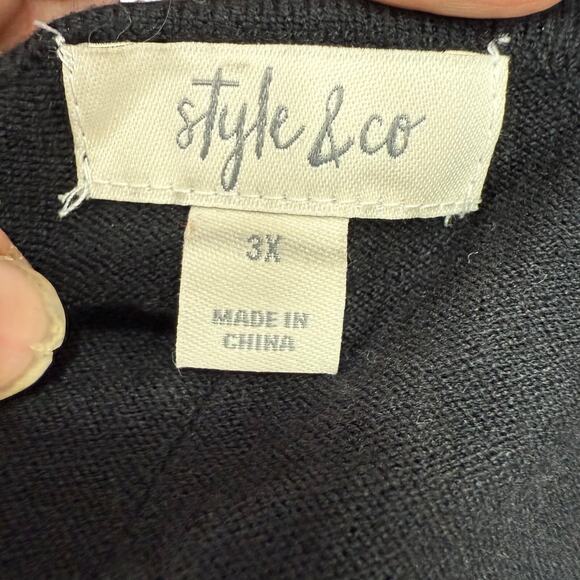 style & co
3X
MADE IN
CHINA